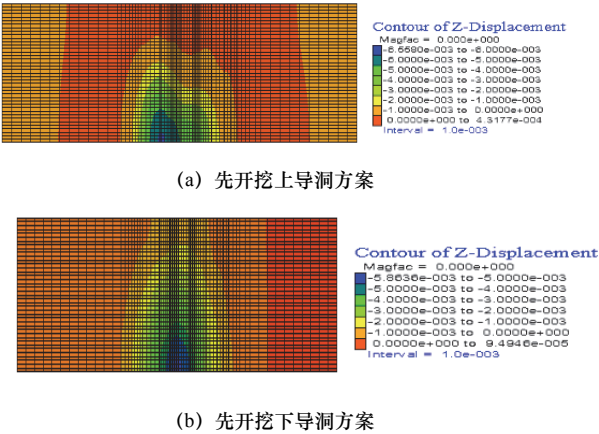 Contour of Z-Displacement
Magfac = 0.000e+000
-6.5580e-003 to -6.0000e-003
-6.0000e-003 to -5.0000e-003
-5.0000e-003 to -4.0000e-003
-4.0000e-003 to -3.0000e-003
-3.0000e-003 to -2.0000e-003
-2.0000e-003 to -1.0000e-003
-1.0000e-003 to 0.0000e+000
0.0000e+000 to 4.3177e-004
Interval = 1.0e-003
(a) 先开挖上导洞方案
Contour of Z-Displacement
Magfac = 0.000e+000
-5.8636e-003 to -5.0000e-003
-5.0000e-003 to -4.0000e-003
-4.0000e-003 to -3.0000e-003
-3.0000e-003 to -2.0000e-003
-2.0000e-003 to -1.0000e-003
-1.0000e-003 to 0.0000e+000
0.0000e+000 to 9.4946e-005
Interval = 1.0e-003
(b) 先开挖下导洞方案